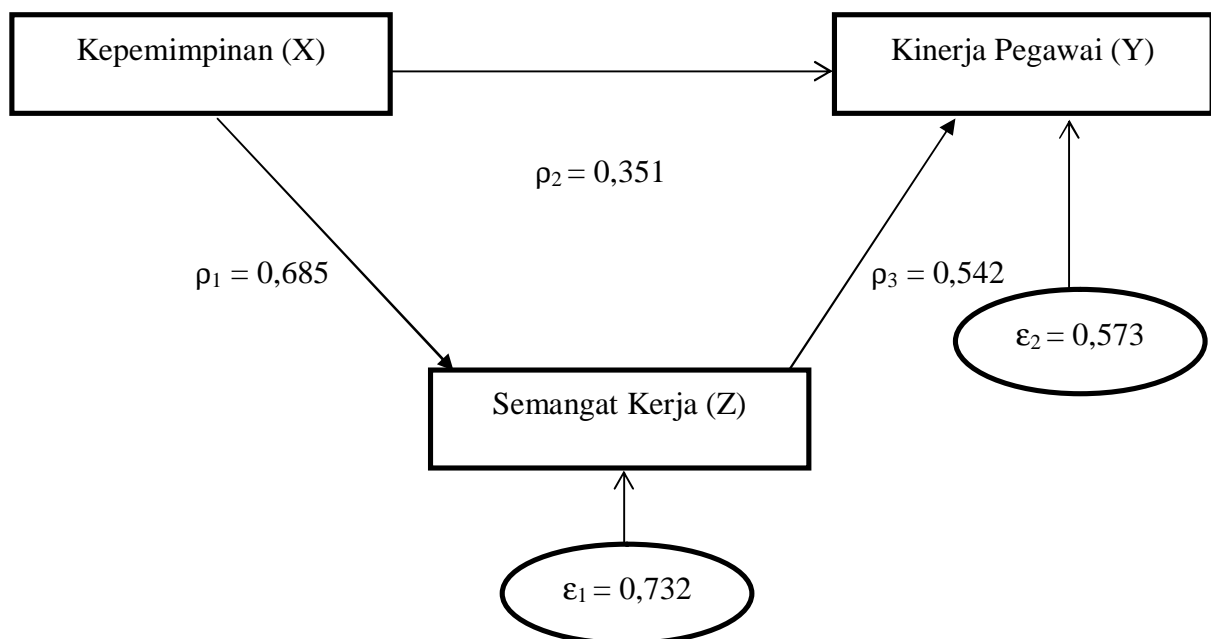 Kepemimpinan (X)
Kinerja Pegawai (Y)
ρ₂ = 0,351
ρ₁ = 0,685
ρ₃ = 0,542
ε₂ = 0,573
Semangat Kerja (Z)
ε₁ = 0,732